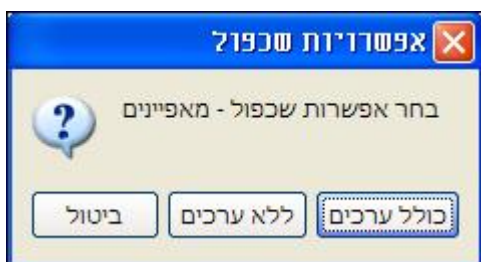 אפשרויות שכפול
בחר אפשרות שכפול - מאפיינים
כולל ערכים ללא ערכים ביטול